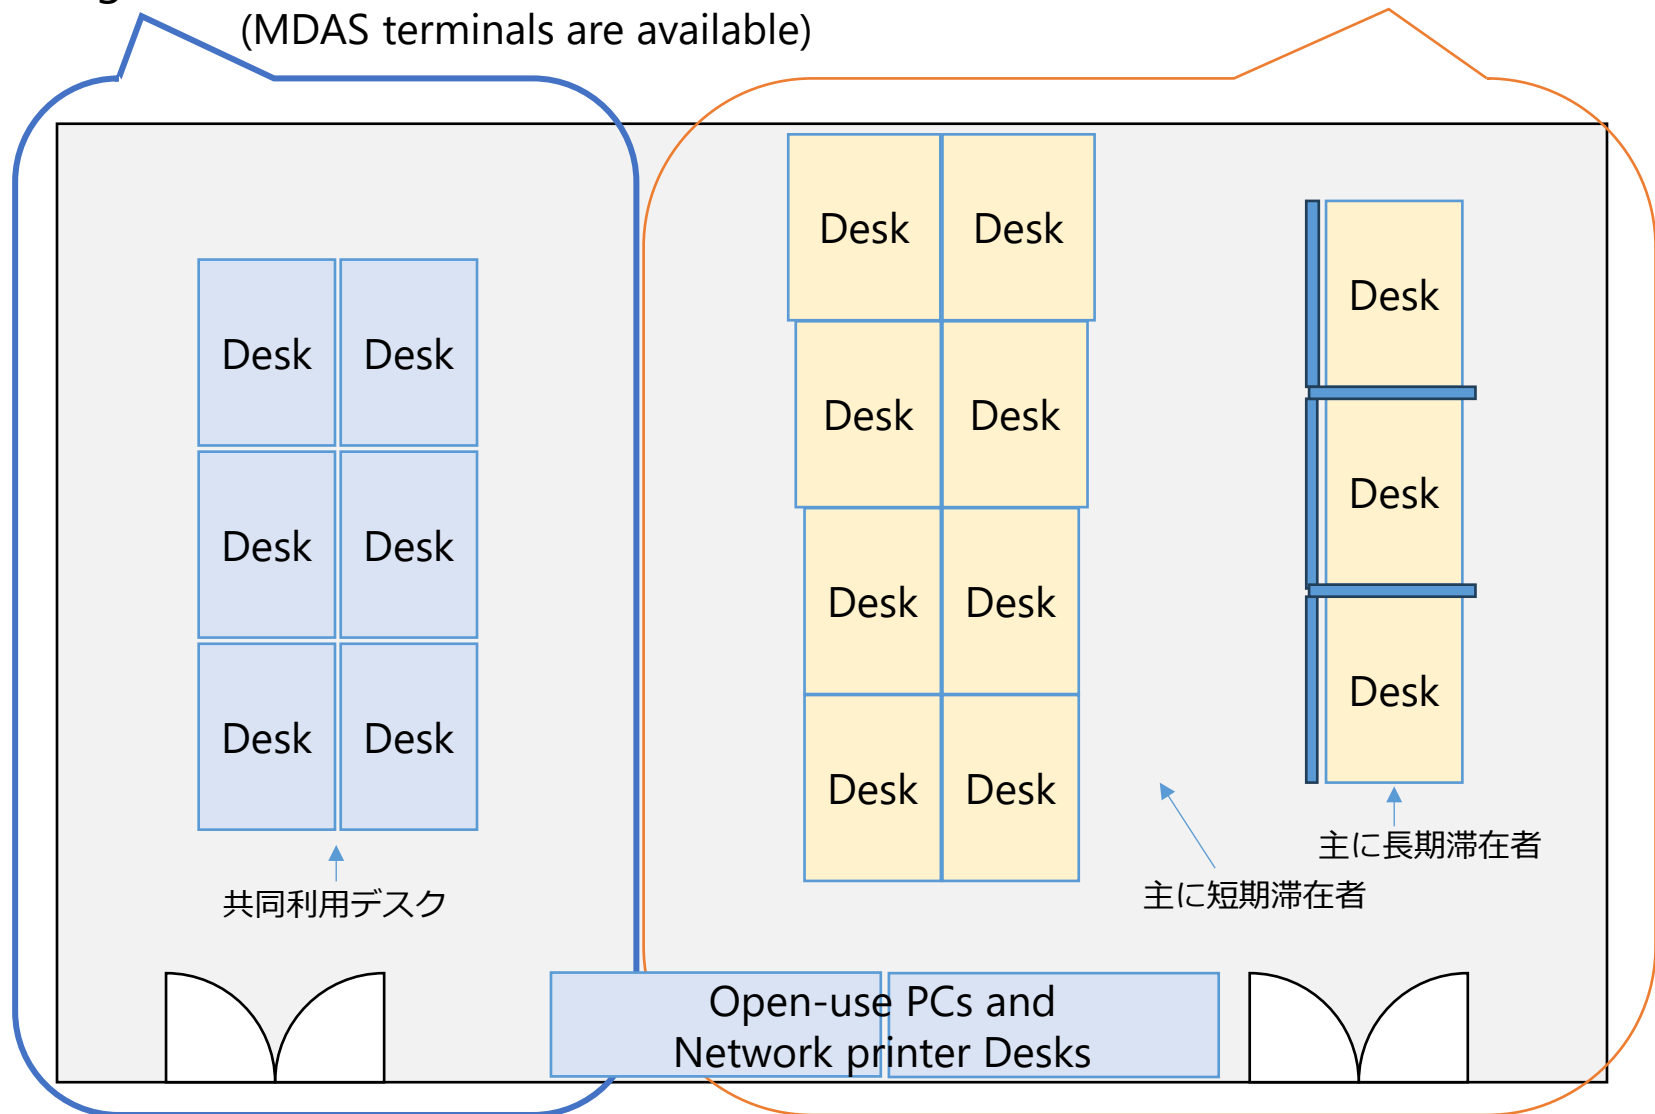 (MDAS terminals are available)
Desk Desk
Desk
Desk Desk
Desk Desk
Desk
Desk Desk
Desk Desk
Desk
Desk Desk
Desk Desk
主に長期滞在者
主に短期滞在者
共同利用デスク
Open-use PCs and
Network printer Desks